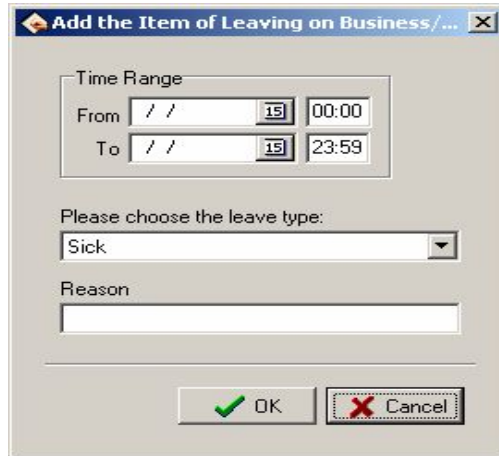 Add the Item of Leaving on Business/...
Time Range
From / / 15 00:00
To / / 15 23:59
Please choose the leave type:
Sick
Reason
OK Cancel